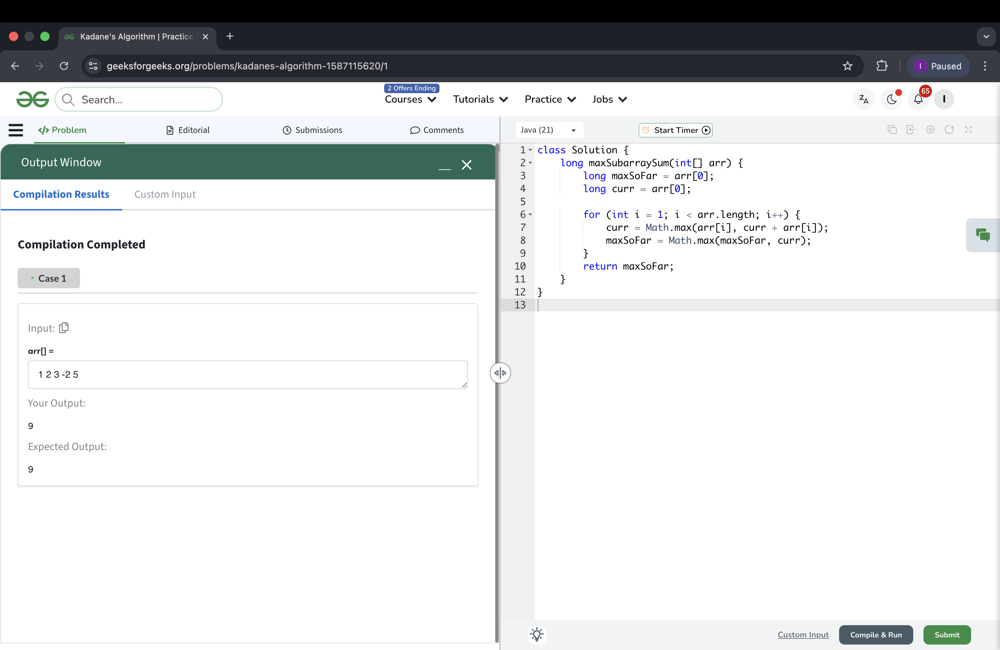 Kadane's Algorithm | Practice
geeksforgeeks.org/problems/kadanes-algorithm-1587115620/1
I Paused
Search...
2 Offers Ending
Courses Tutorials Practice Jobs
65
I
</> Problem Editorial Submissions Comments
Output Window
Compilation Results Custom Input
Compilation Completed
Case 1
Input:
arr[] =
1 2 3 -2 5
Your Output:
9
Expected Output:
9
Java (21) Start Timer
1 class Solution {
2     long maxSubarraySum(int[] arr) {
3         long maxSoFar = arr[0];
4         long curr = arr[0];
5
6         for (int i = 1; i < arr.length; i++) {
7             curr = Math.max(arr[i], curr + arr[i]);
8             maxSoFar = Math.max(maxSoFar, curr);
9         }
10         return maxSoFar;
11     }
12 }
13
Custom Input Compile & Run Submit